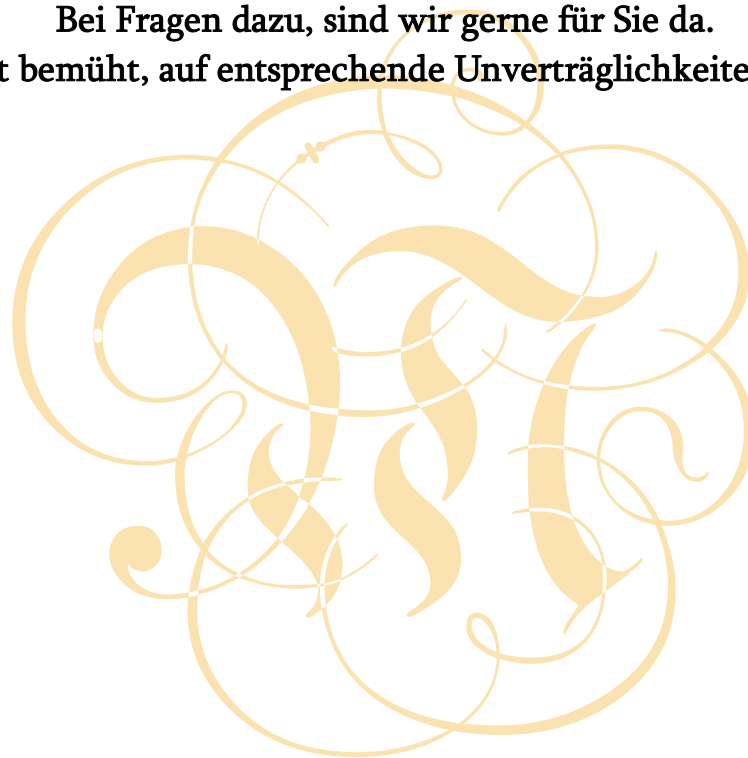 Bei Fragen dazu, sind wir gerne für Sie da.
t bemüht, auf entsprechende Unverträglichkeite